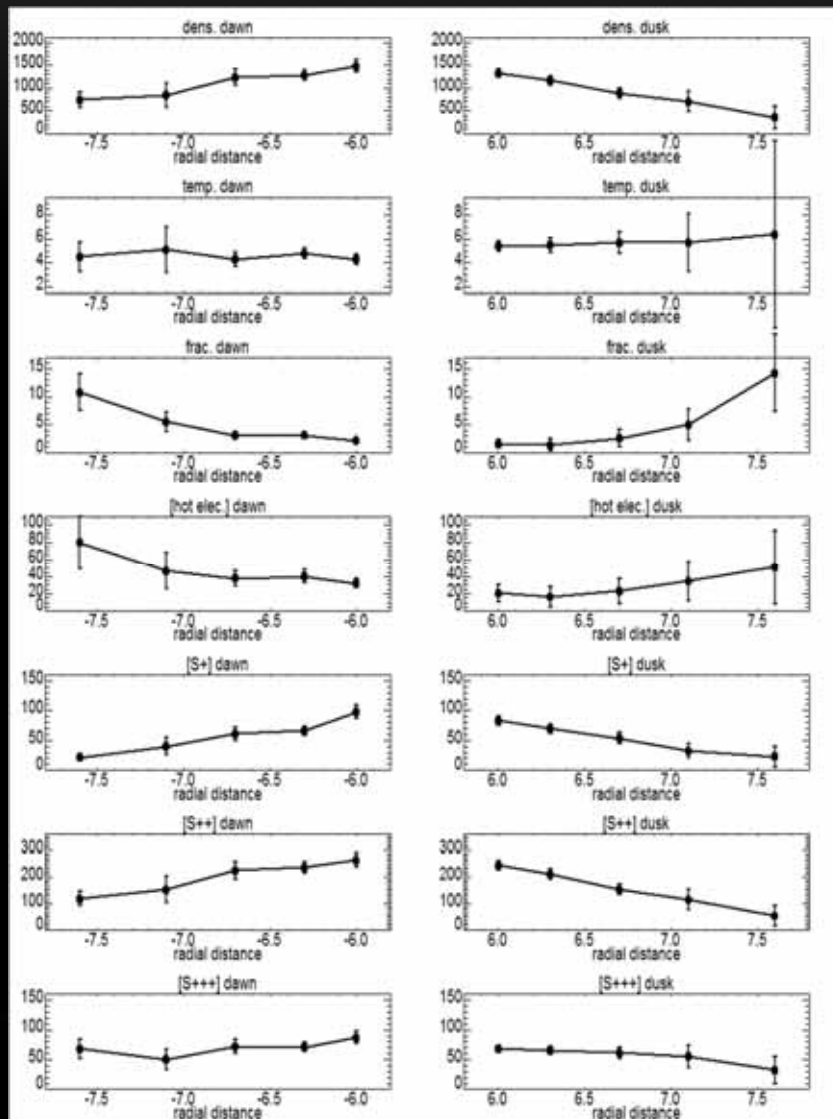 dens. dawn
2000
1500
1000
500
0
-7.5 -7.0 -6.5 -6.0
radial distance
dens. dusk
2000
1500
1000
500
0
6.0 6.5 7.0 7.5
radial distance
temp. dawn
8
6
4
2
-7.5 -7.0 -6.5 -6.0
radial distance
temp. dusk
8
6
4
2
6.0 6.5 7.0 7.5
radial distance
frac. dawn
15
10
5
0
-7.5 -7.0 -6.5 -6.0
radial distance
frac. dusk
15
10
5
0
6.0 6.5 7.0 7.5
radial distance
[hot elec.] dawn
100
80
60
40
20
0
-7.5 -7.0 -6.5 -6.0
radial distance
[hot elec.] dusk
100
80
60
40
20
0
6.0 6.5 7.0 7.5
radial distance
[S+] dawn
150
100
50
0
-7.5 -7.0 -6.5 -6.0
radial distance
[S+] dusk
150
100
50
0
6.0 6.5 7.0 7.5
radial distance
[S++] dawn
300
200
100
0
-7.5 -7.0 -6.5 -6.0
radial distance
[S++] dusk
300
200
100
0
6.0 6.5 7.0 7.5
radial distance
[S+++] dawn
150
100
50
0
-7.5 -7.0 -6.5 -6.0
radial distance
[S+++] dusk
150
100
50
0
6.0 6.5 7.0 7.5
radial distance